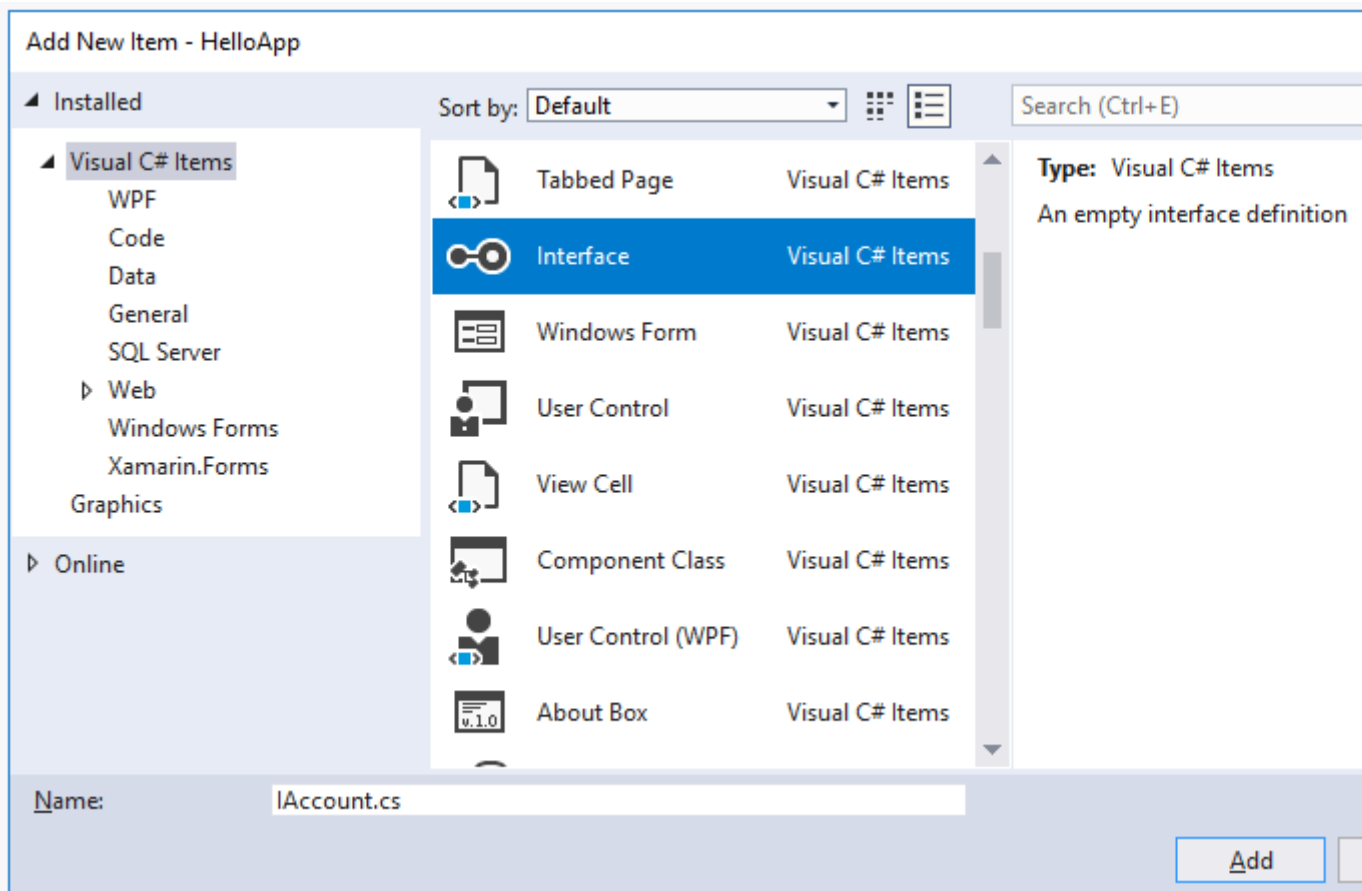 Add New Item - HelloApp
Installed
Sort by: Default
Search (Ctrl+E)
Visual C# Items
WPF
Code
Data
General
SQL Server
Web
Windows Forms
Xamarin.Forms
Graphics
Online
Tabbed Page Visual C# Items
Interface Visual C# Items
Windows Form Visual C# Items
User Control Visual C# Items
View Cell Visual C# Items
Component Class Visual C# Items
User Control (WPF) Visual C# Items
v.1.0 About Box Visual C# Items
Type: Visual C# Items
An empty interface definition
Name: IAccount.cs
Add